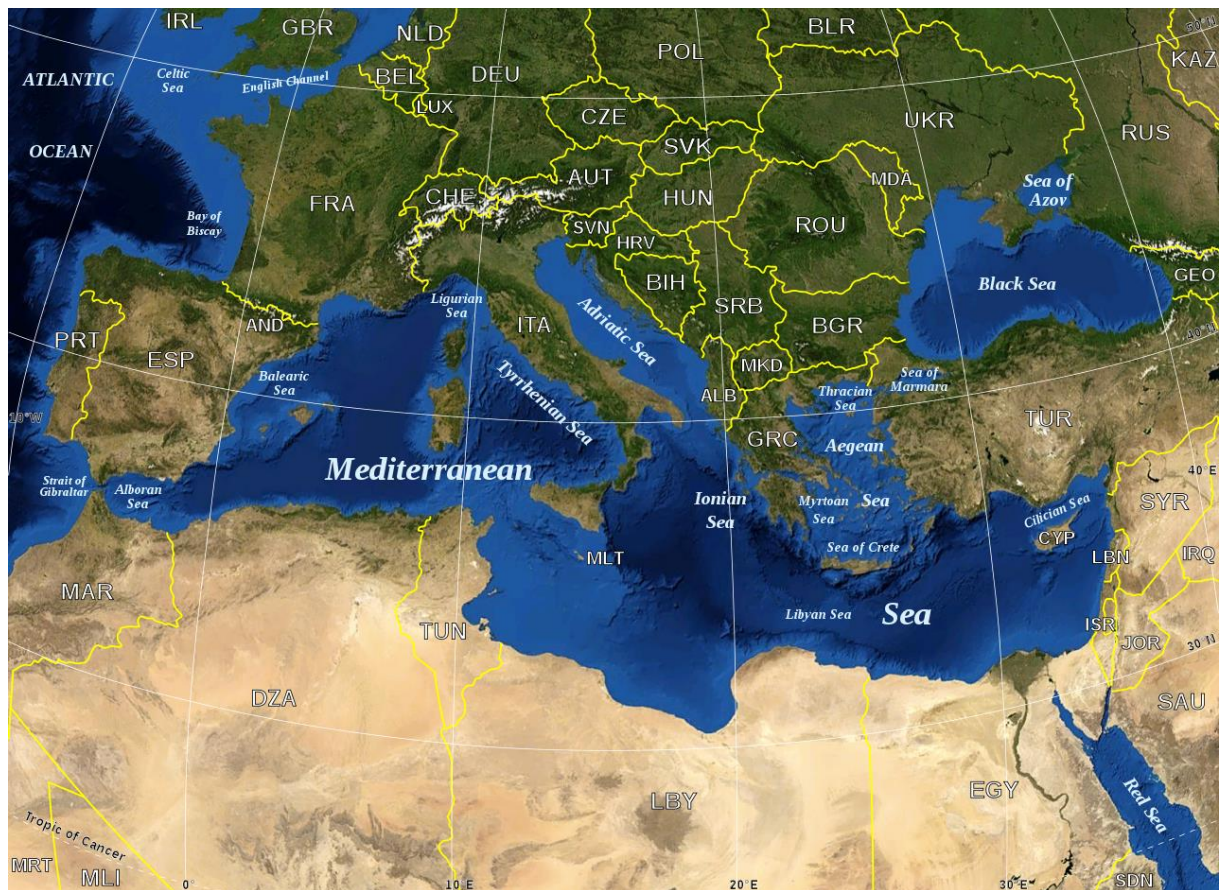 IRL
GBR
NLD
BLR
50°N
POL
KAZ
ATLANTIC
Celtic
Sea
English Channel
BEL
DEU
LUX
CZE
UKR
RUS
OCEAN
SVK
AUT
MDA
Sea of
Azov
CHE
FRA
HUN
Bay of
Biscay
SVN
HRV
ROU
BIH
Black Sea
GEO
Ligurian
Sea
SRB
AND
ITA
Adriatic Sea
BGR
PRT
ESP
40°N
MKD
Balearic
Sea
Tyrrhenian Sea
ALB
Thracian
Sea
Sea of
Marmara
10°W
TUR
GRC
Aegean
Sea
Mediterranean
Sea
40°E
Strait of
Gibraltar
Alboran
Sea
Ionian
Sea
Myrtoan
Sea
Cilician Sea
SYR
CYP
Sea of Crete
MLT
LBN
IRQ
MAR
Libyan Sea
TUN
ISR
JOR
30°N
DZA
SAU
LBY
EGY
Red Sea
Tropic of Cancer
MRT
MLI
0°
10°E
20°E
30°E
SDN